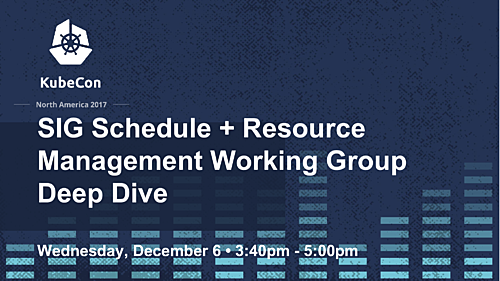 KubeCon
North America 2017
SIG Schedule + Resource
Management Working Group
Deep Dive
Wednesday, December 6 • 3:40pm - 5:00pm